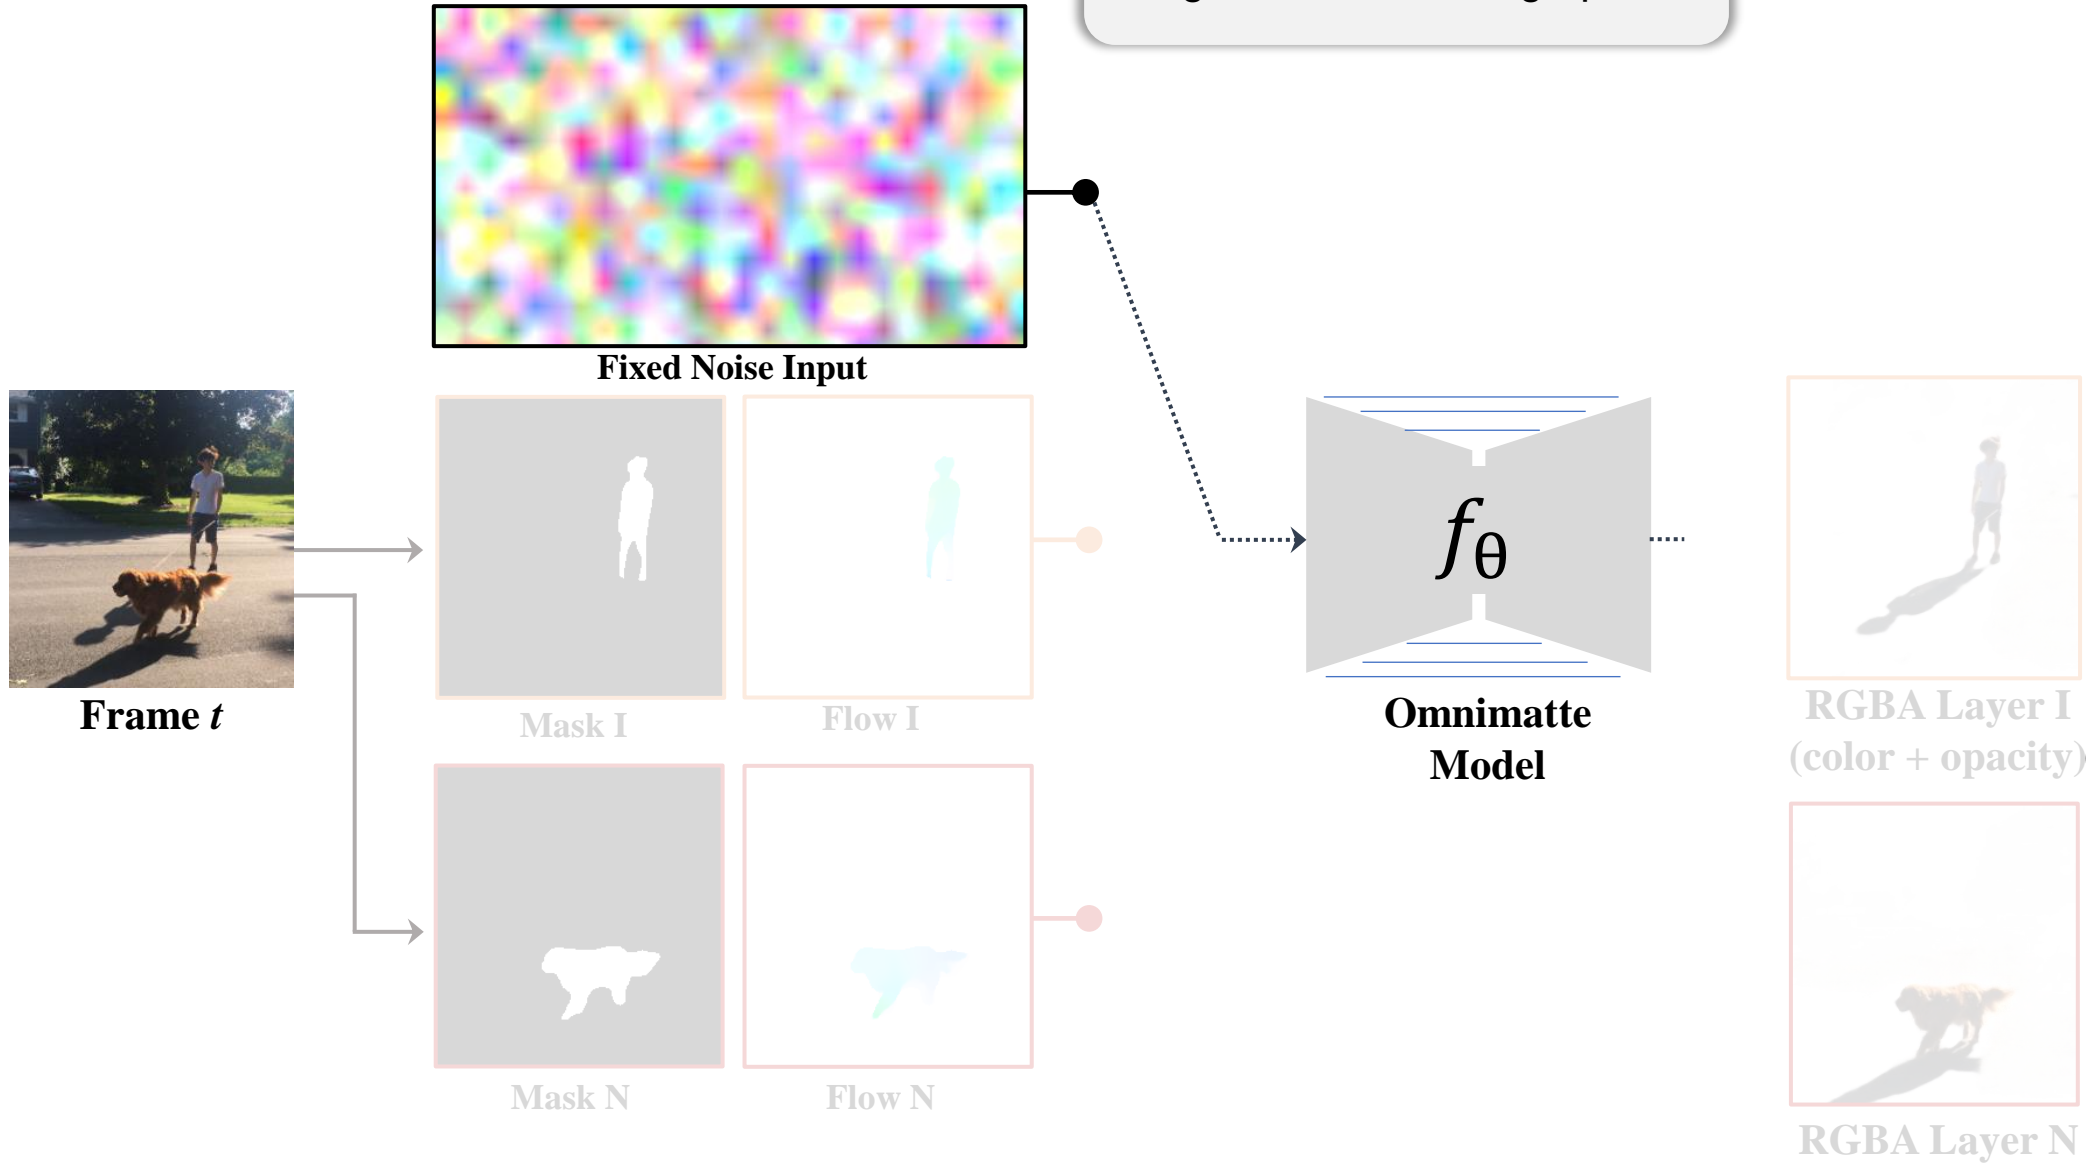 Fixed Noise Input
Frame t
Mask I
Flow I
fθ
Omnimatte
Model
RGBA Layer I
(color + opacity)
Mask N
Flow N
RGBA Layer N